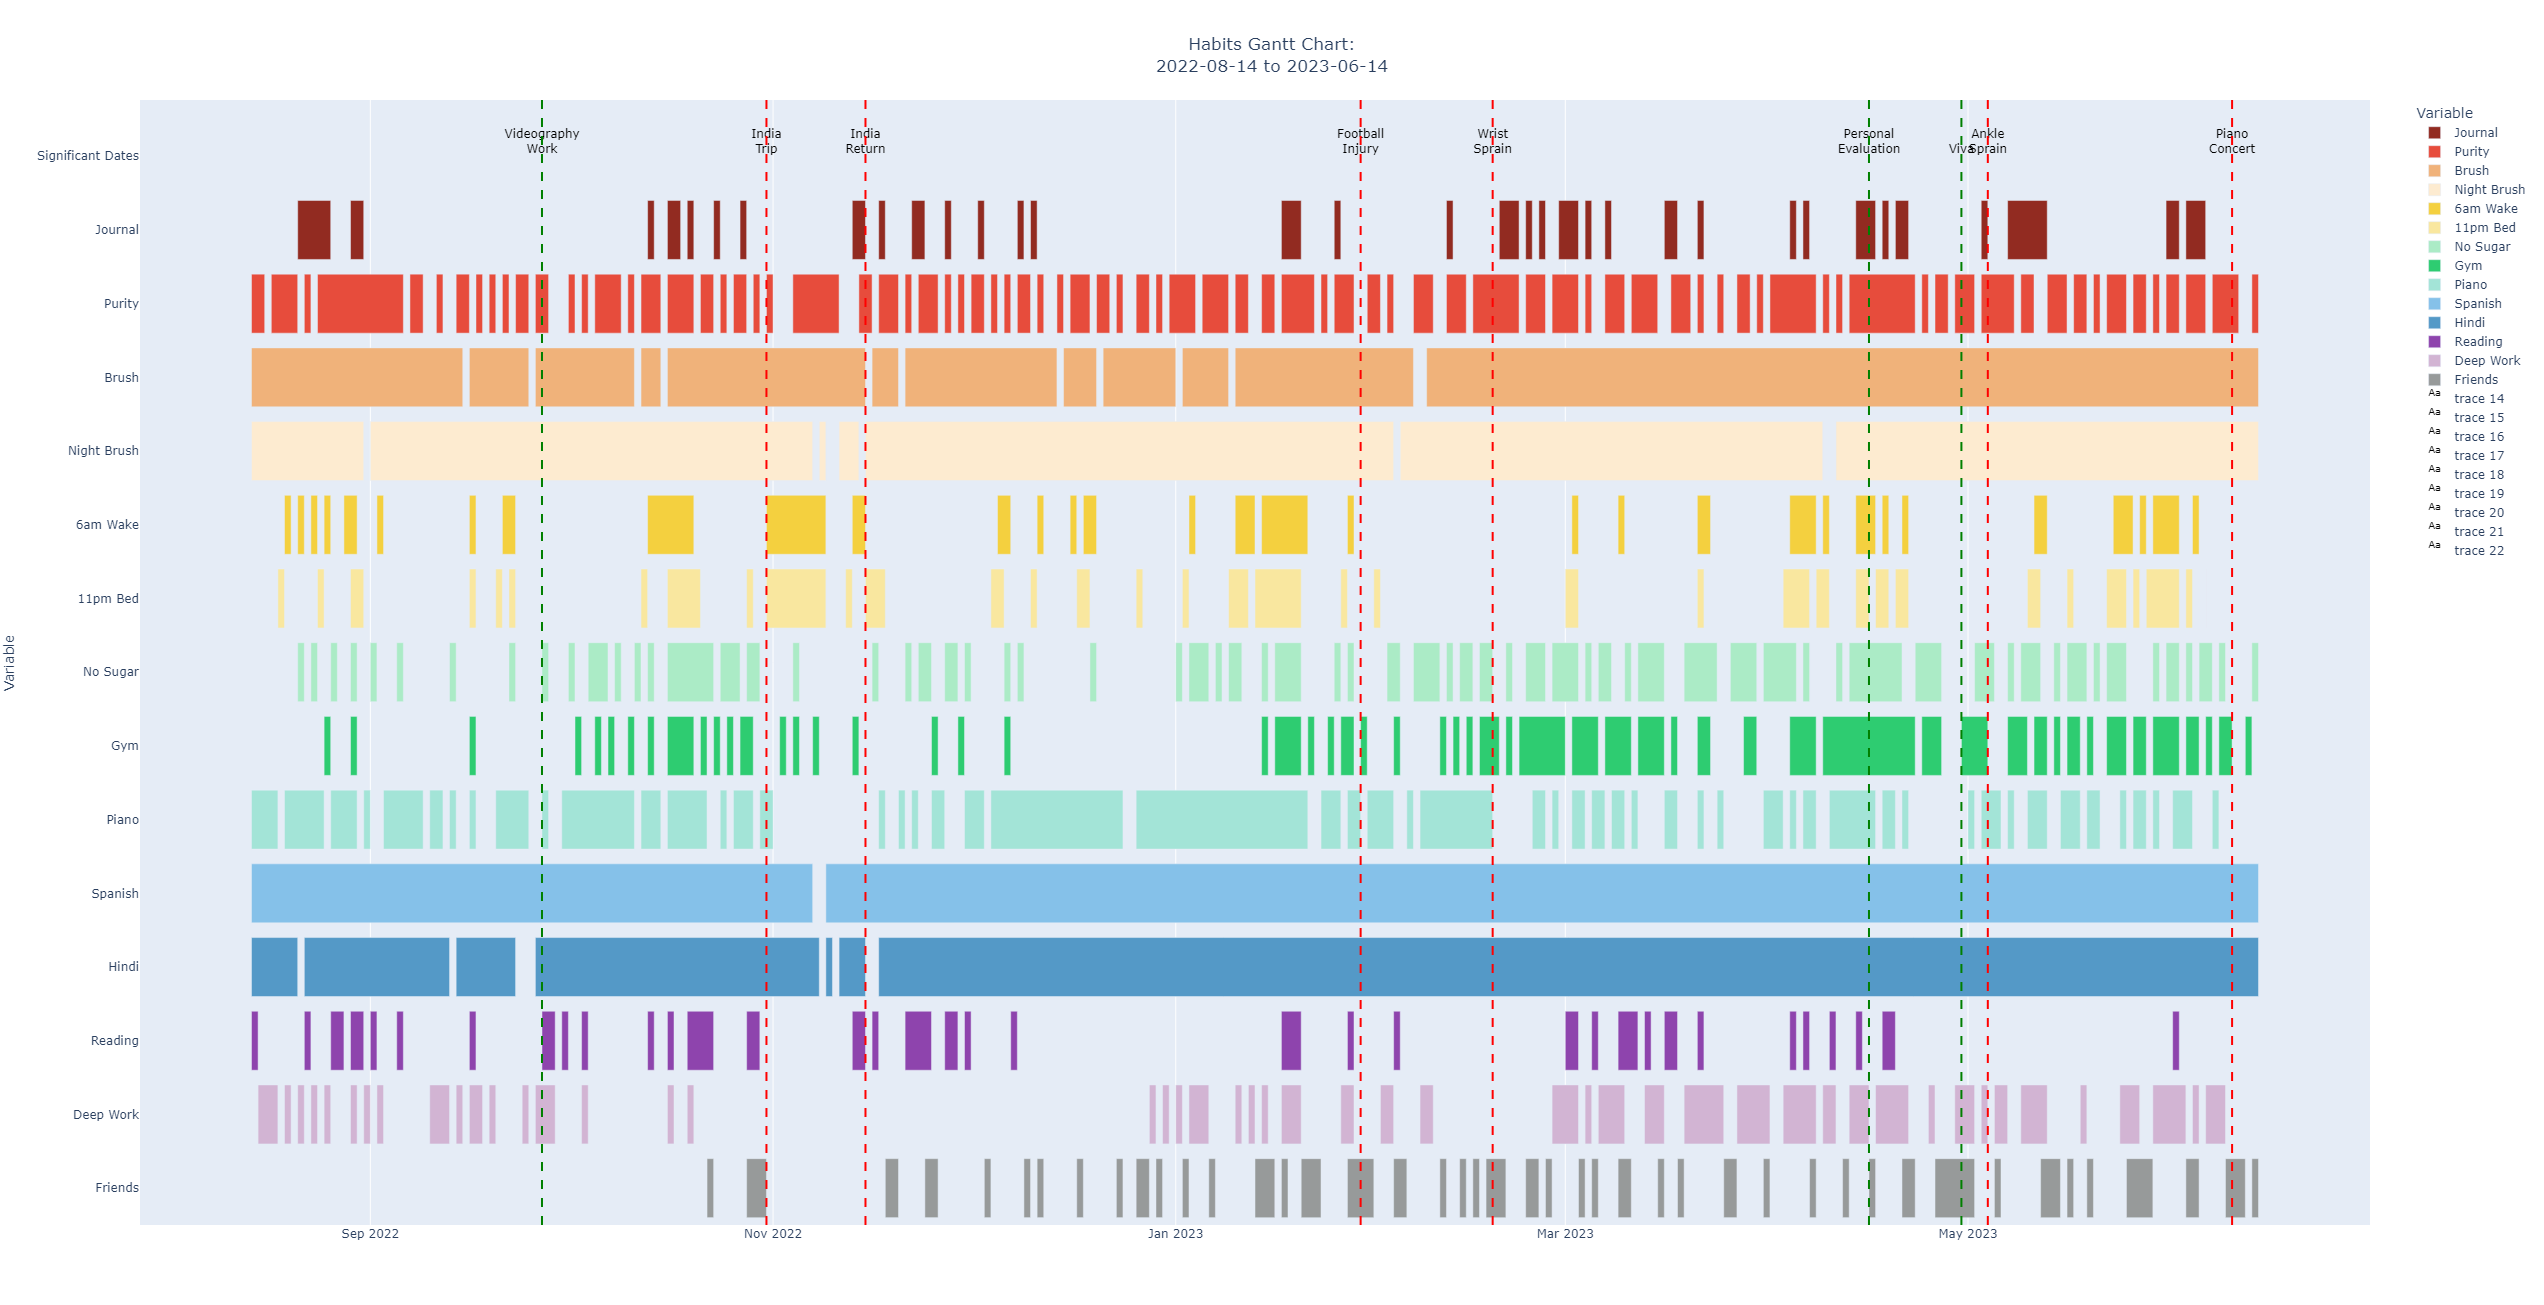 Habits Gantt Chart:
2022-08-14 to 2023-06-14
Videography
Work
India
Trip
India
Return
Football
Injury
Wrist
Sprain
Personal
Evaluation
Viva
Ankle
Sprain
Piano
Concert
Significant Dates
Journal
Purity
Brush
Night Brush
6am Wake
11pm Bed
No Sugar
Gym
Piano
Spanish
Hindi
Reading
Deep Work
Friends
Variable
Sep 2022
Nov 2022
Jan 2023
Mar 2023
May 2023
Variable
Journal
Purity
Brush
Night Brush
6am Wake
11pm Bed
No Sugar
Gym
Piano
Spanish
Hindi
Reading
Deep Work
Friends
Aa trace 14
Aa trace 15
Aa trace 16
Aa trace 17
Aa trace 18
Aa trace 19
Aa trace 20
Aa trace 21
Aa trace 22